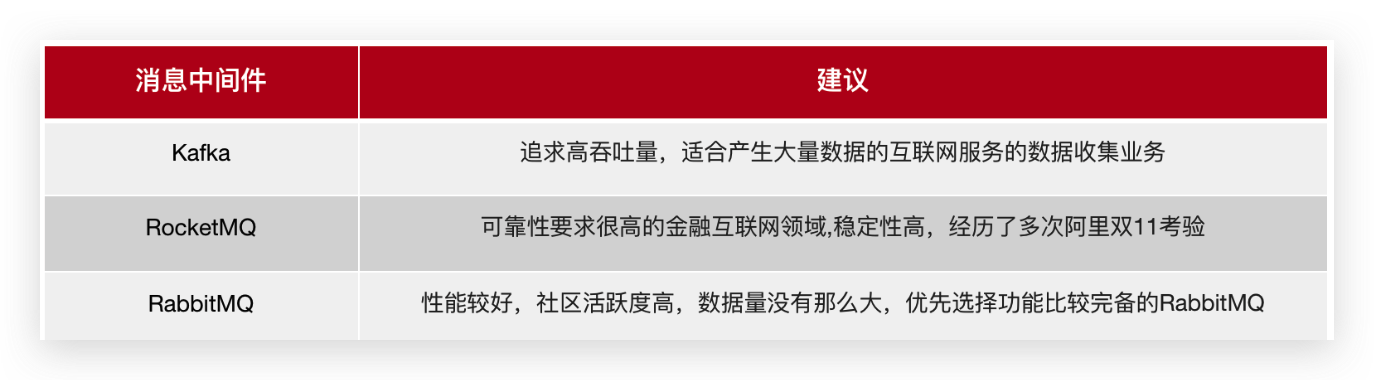 消息中间件 建议
Kafka 追求高吞吐量，适合产生大量数据的互联网服务的数据收集业务
RocketMQ 可靠性要求很高的金融互联网领域,稳定性高，经历了多次阿里双11考验
RabbitMQ 性能较好，社区活跃度高，数据量没有那么大，优先选择功能比较完备的RabbitMQ